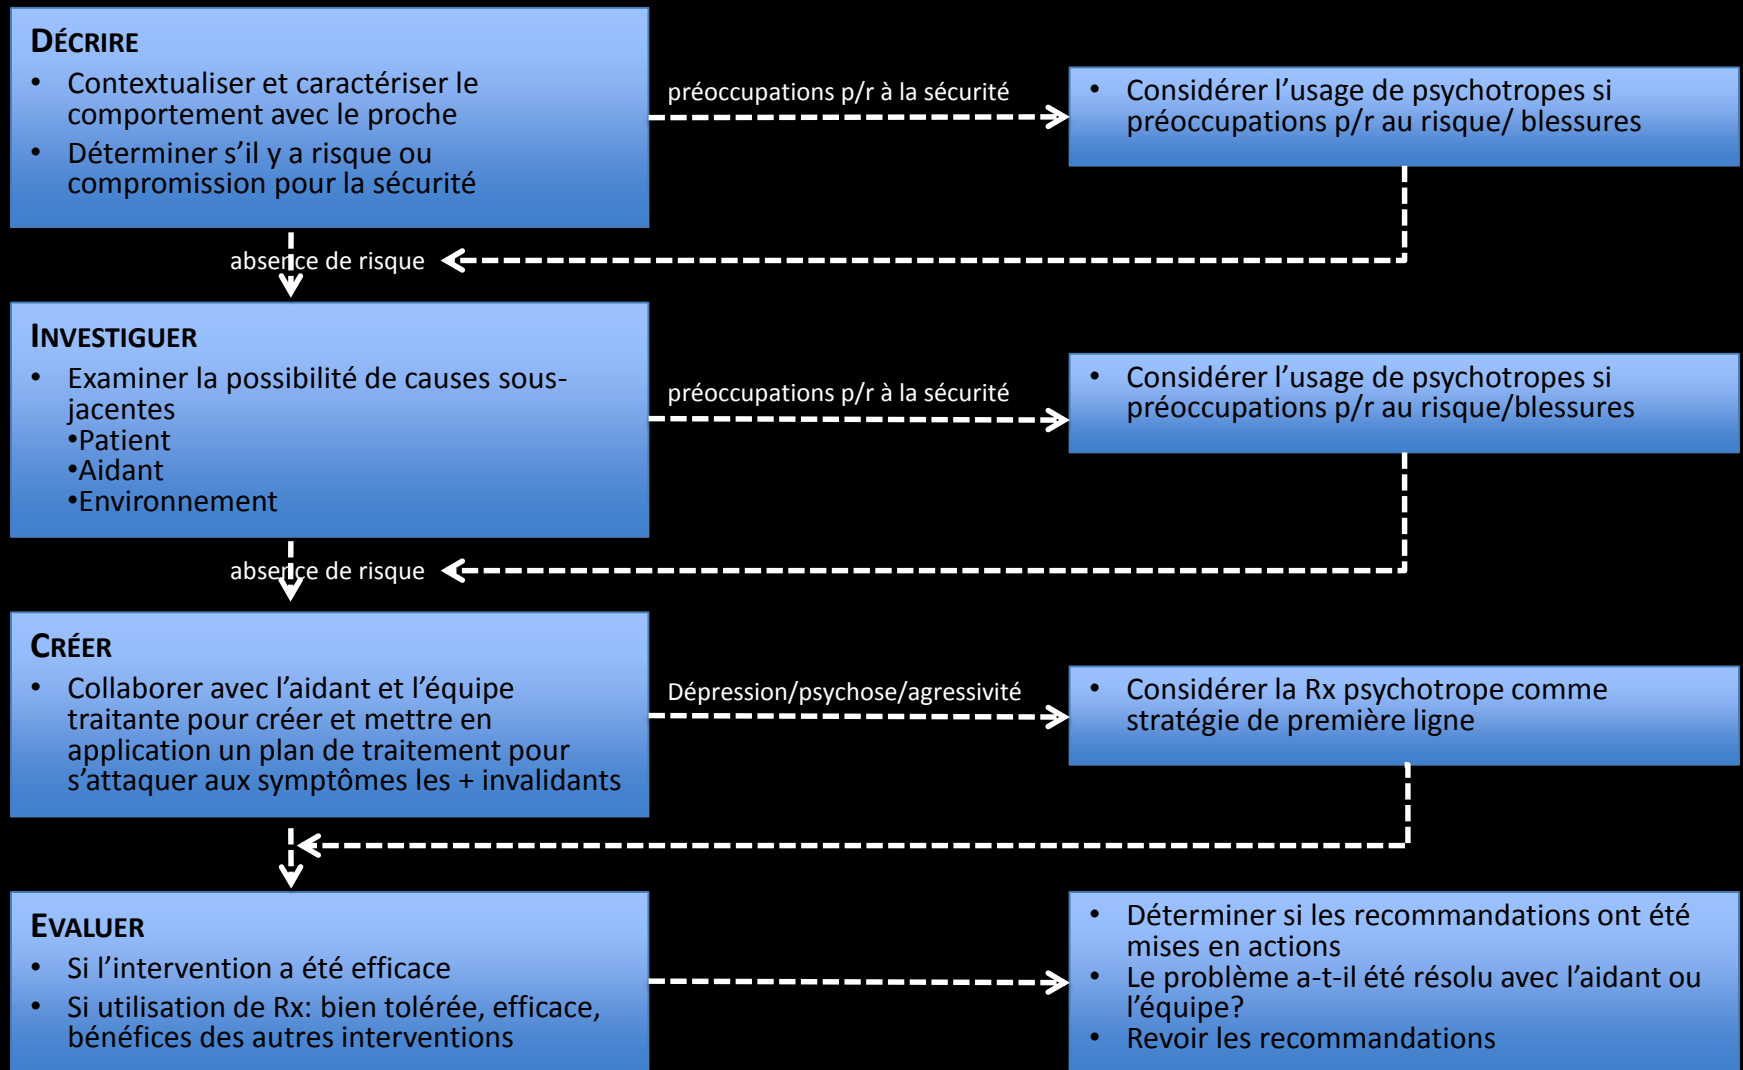 DÉCRIRE
• Contextualiser et caractériser le
comportement avec le proche
• Déterminer s’il y a risque ou
compromission pour la sécurité
préoccupations p/r à la sécurité
• Considérer l’usage de psychotropes si
préoccupations p/r au risque/ blessures
absence de risque
INVESTIGUER
• Examiner la possibilité de causes sous-
jacentes
•Patient
•Aidant
•Environnement
préoccupations p/r à la sécurité
• Considérer l’usage de psychotropes si
préoccupations p/r au risque/blessures
absence de risque
CRÉER
• Collaborer avec l’aidant et l’équipe
traitante pour créer et mettre en
application un plan de traitement pour
s’attaquer aux symptômes les + invalidants
Dépression/psychose/agressivité
• Considérer la Rx psychotrope comme
stratégie de première ligne
EVALUER
• Si l’intervention a été efficace
• Si utilisation de Rx: bien tolérée, efficace,
bénéfices des autres interventions
• Déterminer si les recommandations ont été
mises en actions
• Le problème a-t-il été résolu avec l’aidant ou
l’équipe?
• Revoir les recommandations